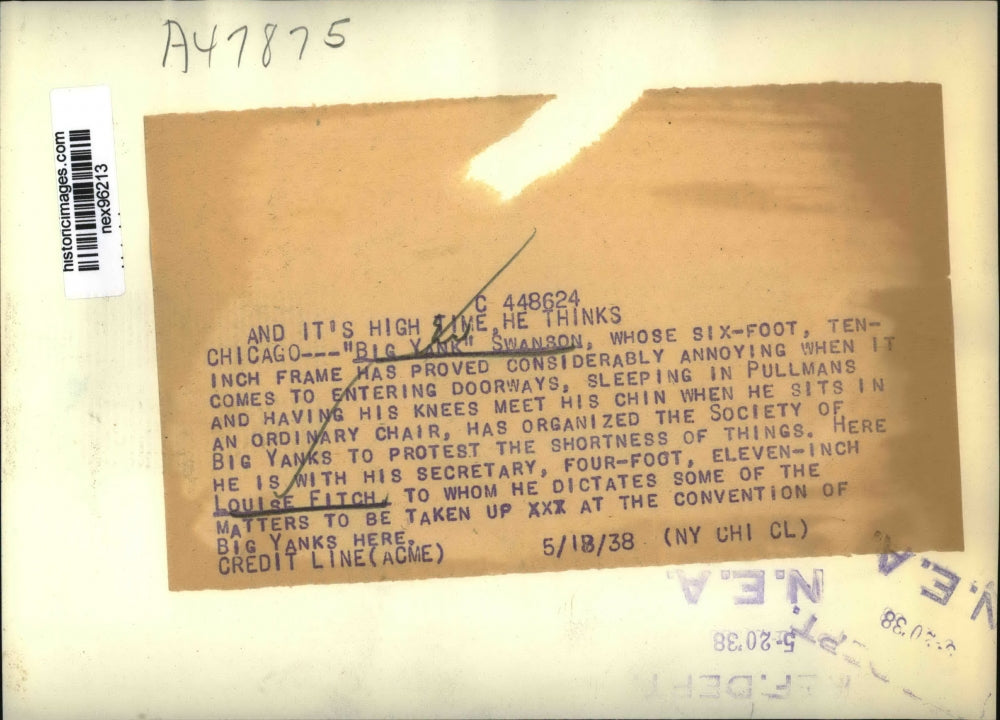 A47875
historicimages.com
nex96213
C 448624
AND IT'S HIGH TIME, HE THINKS
CHICAGO---"BIG YANK" SWANSON, WHOSE SIX-FOOT, TEN-
INCH FRAME HAS PROVED CONSIDERABLY ANNOYING WHEN IT
COMES TO ENTERING DOORWAYS, SLEEPING IN PULLMANS
AND HAVING HIS KNEES MEET HIS CHIN WHEN HE SITS IN
AN ORDINARY CHAIR, HAS ORGANIZED THE SOCIETY OF
BIG YANKS TO PROTEST THE SHORTNESS OF THINGS. HERE
HE IS WITH HIS SECRETARY, FOUR-FOOT, ELEVEN-INCH
LOUISE FITCH, TO WHOM HE DICTATES SOME OF THE
MATTERS TO BE TAKEN UP XXX AT THE CONVENTION OF
BIG YANKS HERE.
CREDIT LINE(ACME) 5/18/38 (NY CHI CL)
N.E.A.
N.E.A
5-20'38
20'38
REF.DEPT.